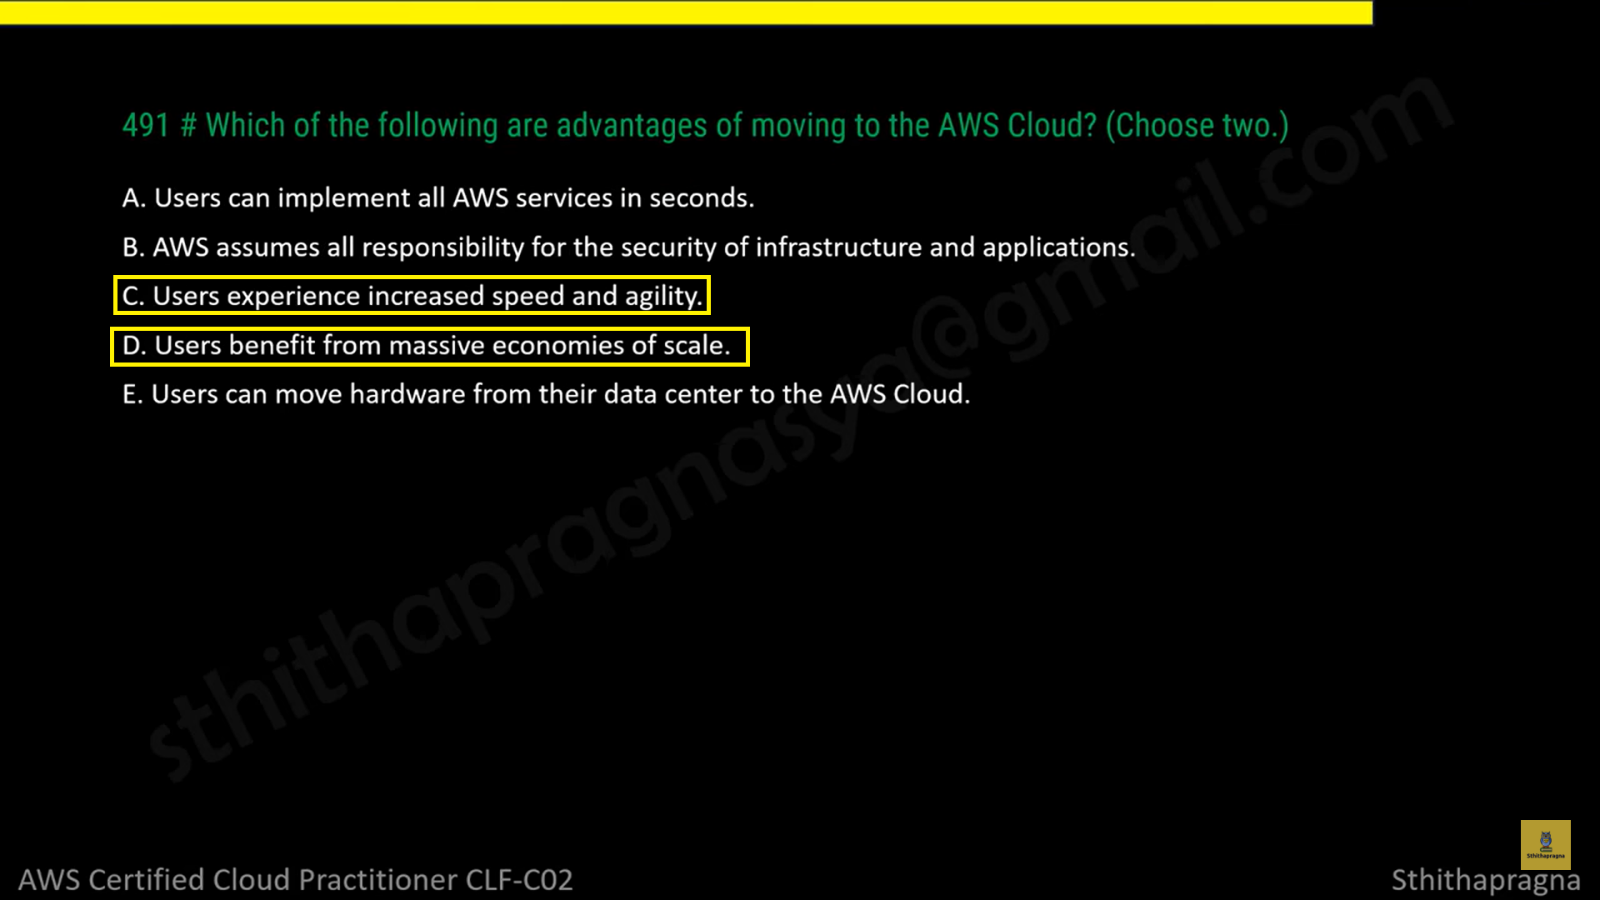 491 # Which of the following are advantages of moving to the AWS Cloud? (Choose two.)
A. Users can implement all AWS services in seconds.
B. AWS assumes all responsibility for the security of infrastructure and applications.
C. Users experience increased speed and agility.
D. Users benefit from massive economies of scale.
E. Users can move hardware from their data center to the AWS Cloud.
sthithapragnasya@gmail.com
Sthithapragna
AWS Certified Cloud Practitioner CLF-C02
Sthithapragna